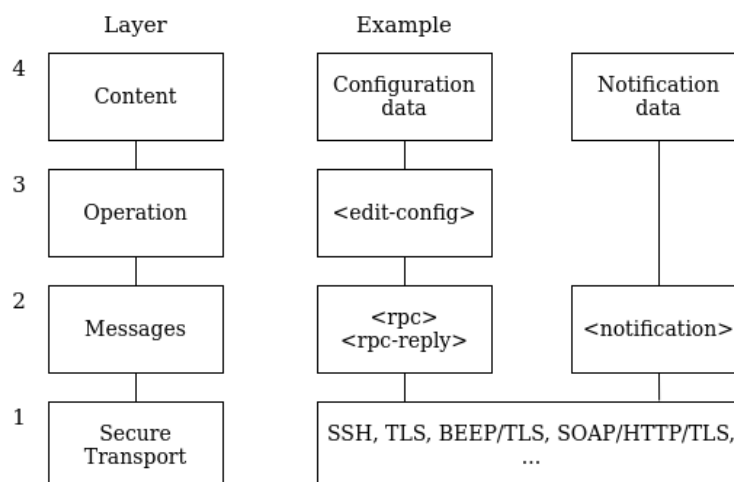 Layer Example
4
Content
Configuration
data
Notification
data
3
Operation
<edit-config>
2
Messages
<rpc>
<rpc-reply>
<notification>
1
Secure
Transport
SSH, TLS, BEEP/TLS, SOAP/HTTP/TLS,
...